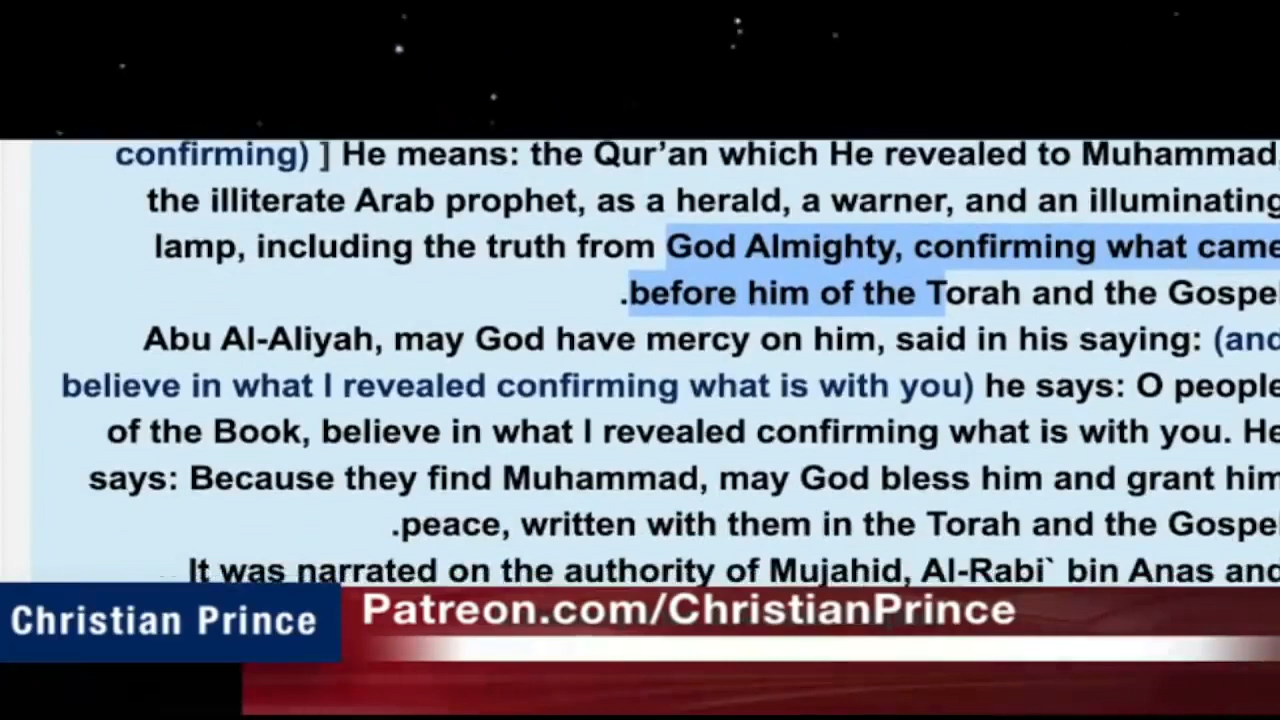 confirming) ] He means: the Qur’an which He revealed to Muhammad,
the illiterate Arab prophet, as a herald, a warner, and an illuminating
lamp, including the truth from God Almighty, confirming what came
.before him of the Torah and the Gospel
Abu Al-Aliyah, may God have mercy on him, said in his saying: (and
believe in what I revealed confirming what is with you) he says: O people
of the Book, believe in what I revealed confirming what is with you. He
says: Because they find Muhammad, may God bless him and grant him
.peace, written with them in the Torah and the Gospel
It was narrated on the authority of Mujahid, Al-Rabi` bin Anas and
Christian Prince
Patreon.com/ChristianPrince